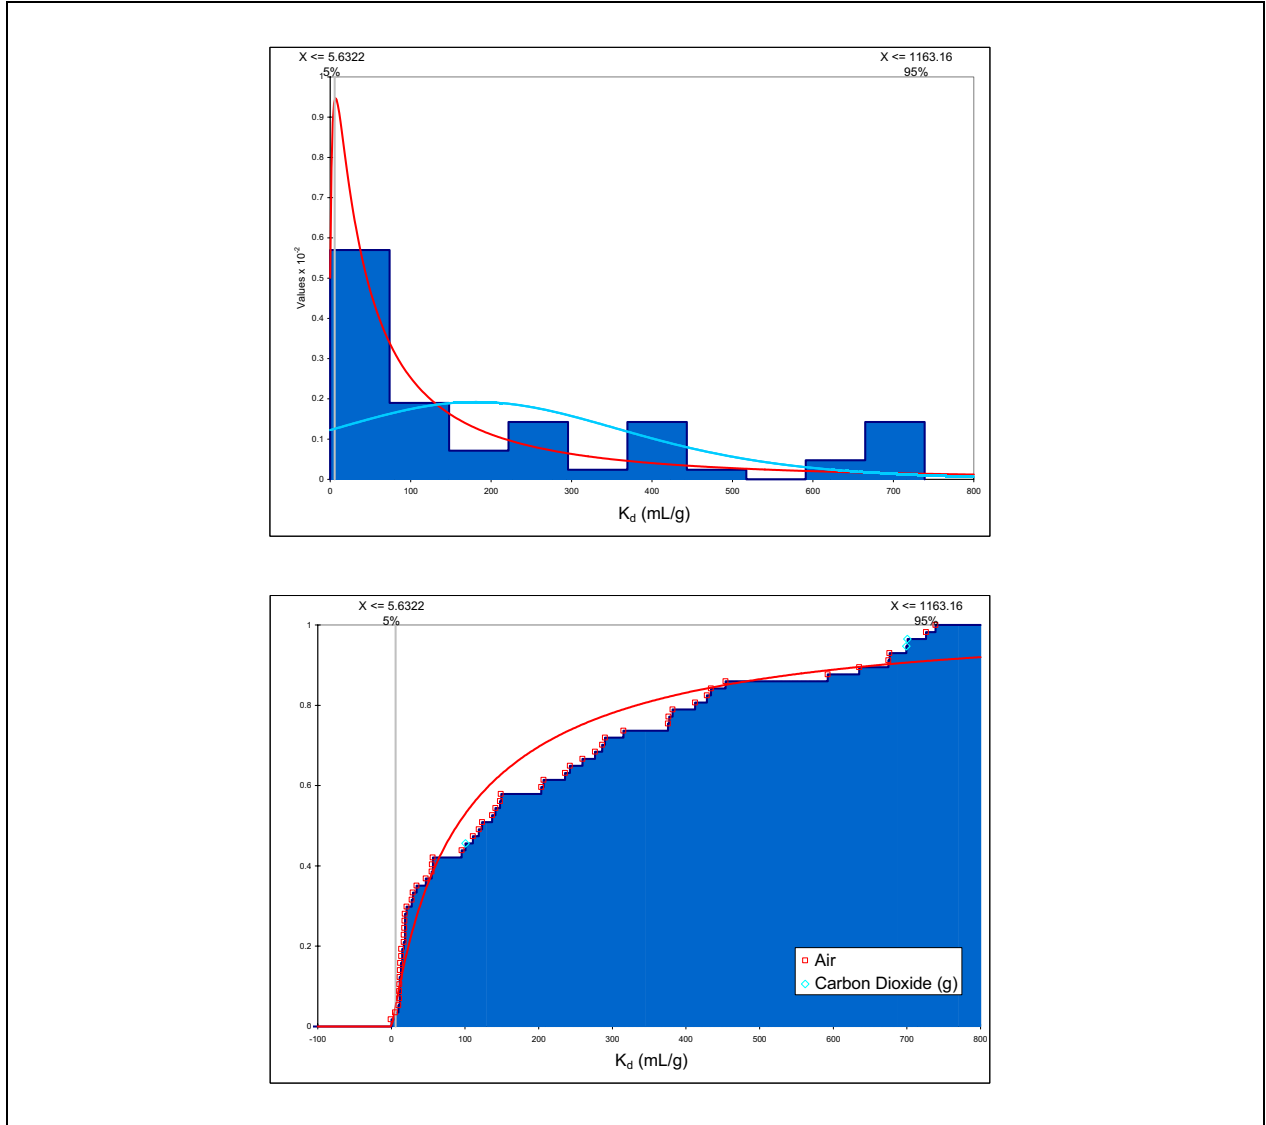 X <= 5.6322 X <= 1163.16
5% 95%
1
0.9
0.8
0.7
0.6
0.5
0.4
0.3
0.2
0.1
0
Values x 10-2
0 100 200 300 400 500 600 700 800
Kd (mL/g)
X <= 5.6322 X <= 1163.16
5% 95%
1
0.8
0.6
0.4
0.2
0
Air
Carbon Dioxide (g)
-100 0 100 200 300 400 500 600 700 800
Kd (mL/g)